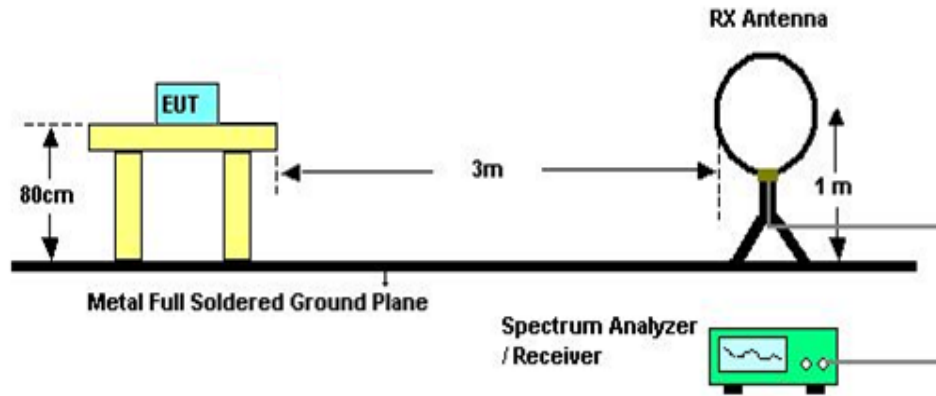 RX Antenna
EUT
80cm
3m
1 m
Metal Full Soldered Ground Plane
Spectrum Analyzer
/ Receiver